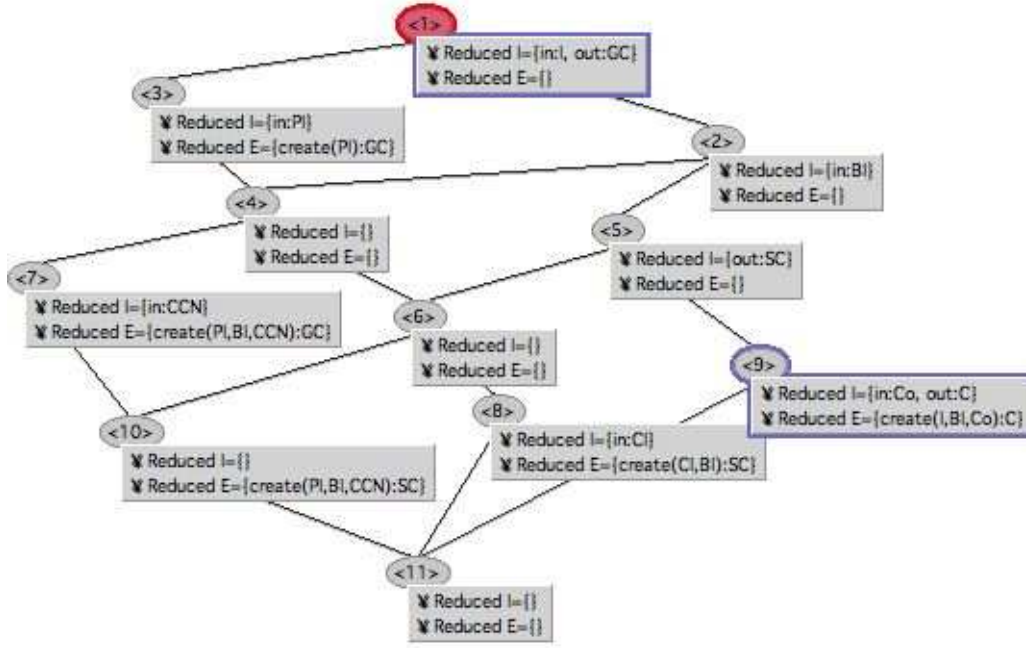 <1>
¥ Reduced I={in:I, out:GC}
¥ Reduced E={}
<3>
¥ Reduced I={in:PI}
¥ Reduced E={create(PI):GC}
<2>
¥ Reduced I={in:BI}
¥ Reduced E={}
<4>
¥ Reduced I={}
¥ Reduced E={}
<5>
¥ Reduced I={out:SC}
¥ Reduced E={}
<7>
¥ Reduced I={in:CCN}
¥ Reduced E={create(PI,BI,CCN):GC}
<6>
¥ Reduced I={}
¥ Reduced E={}
<9>
¥ Reduced I={in:Co, out:C}
¥ Reduced E={create(I,BI,Co):C}
<8>
¥ Reduced I={in:CI}
¥ Reduced E={create(CI,BI):SC}
<10>
¥ Reduced I={}
¥ Reduced E={create(PI,BI,CCN):SC}
<11>
¥ Reduced I={}
¥ Reduced E={}